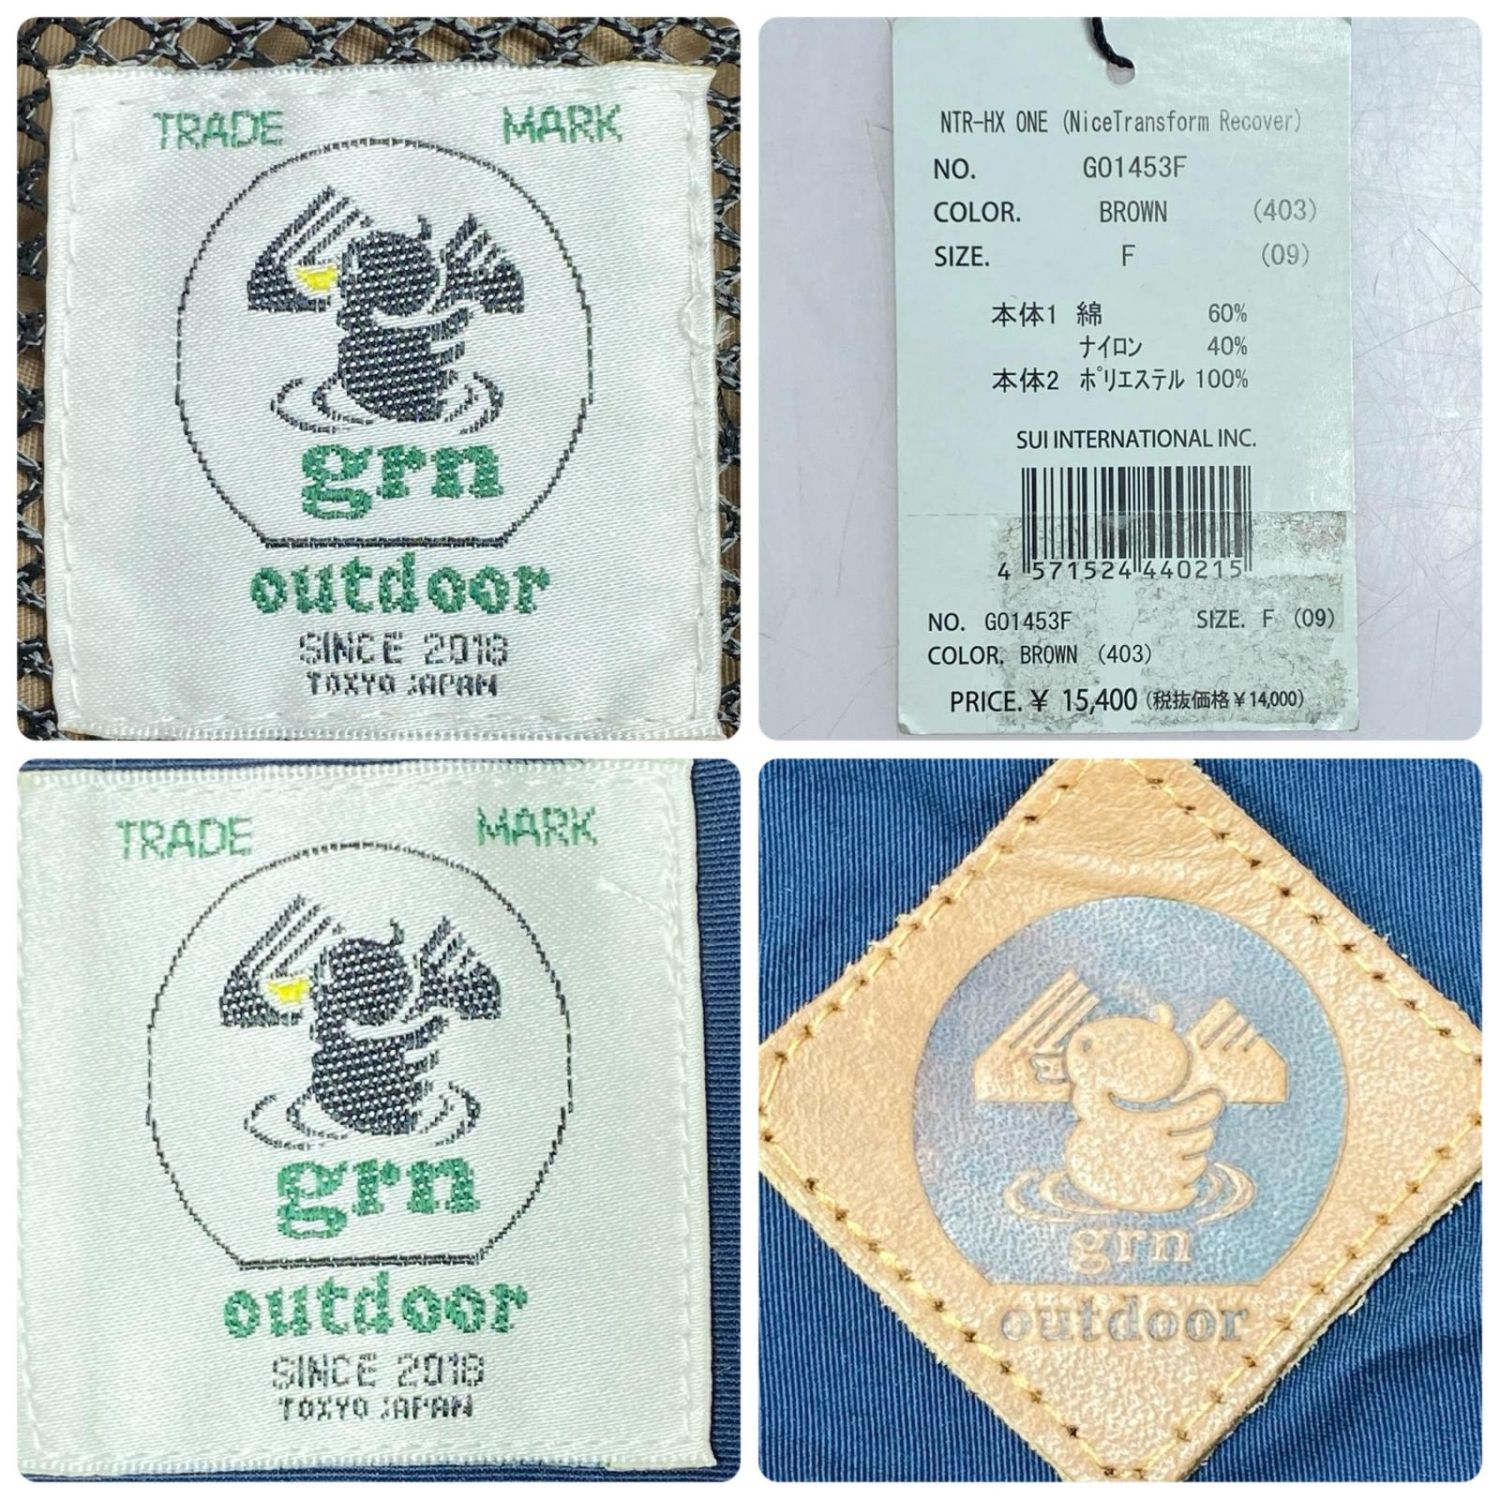 TRADE MARK
grn
outdoor
SINCE 2018
TOKYO JAPAN
NTR-HX ONE (NiceTransform Recover)
NO. GO1453F
COLOR. BROWN (403)
SIZE. F (09)
本体1 綿 60%
ナイロン 40%
本体2 ポリエステル 100%
SUI INTERNATIONAL INC.
4 571524 440215
NO. GO1453F SIZE. F (09)
COLOR. BROWN (403)
PRICE. ¥ 15,400 (税抜価格¥14,000)
TRADE MARK
grn
outdoor
SINCE 2018
TOKYO JAPAN
grn
outdoor